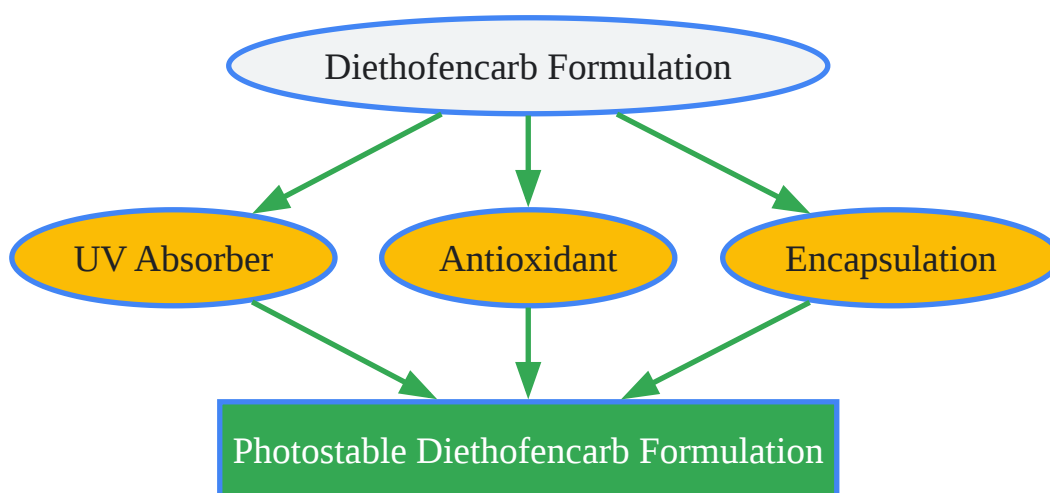 Diethofencarb Formulation
UV Absorber
Antioxidant
Encapsulation
Photostable Diethofencarb Formulation